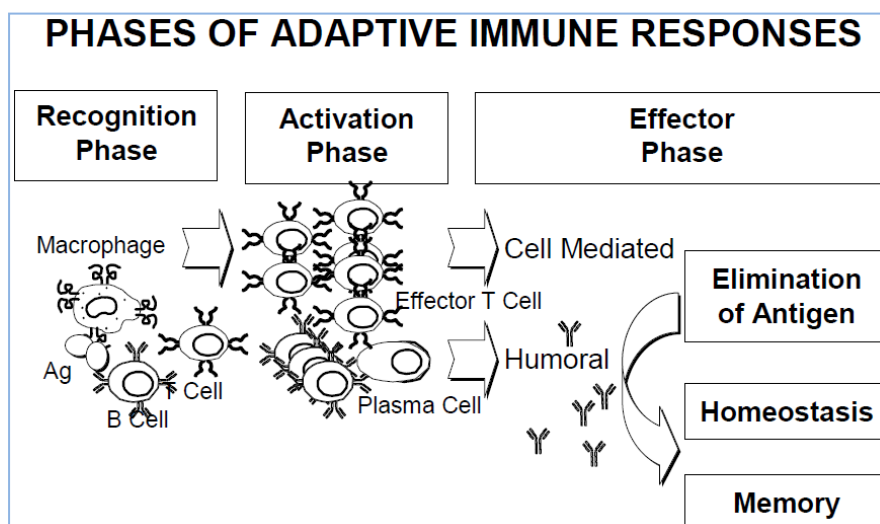 PHASES OF ADAPTIVE IMMUNE RESPONSES
Recognition
Phase
Activation
Phase
Effector
Phase
Macrophage
Ag
T Cell
B Cell
Effector T Cell
Plasma Cell
Cell Mediated
Humoral
Elimination
of Antigen
Homeostasis
Memory